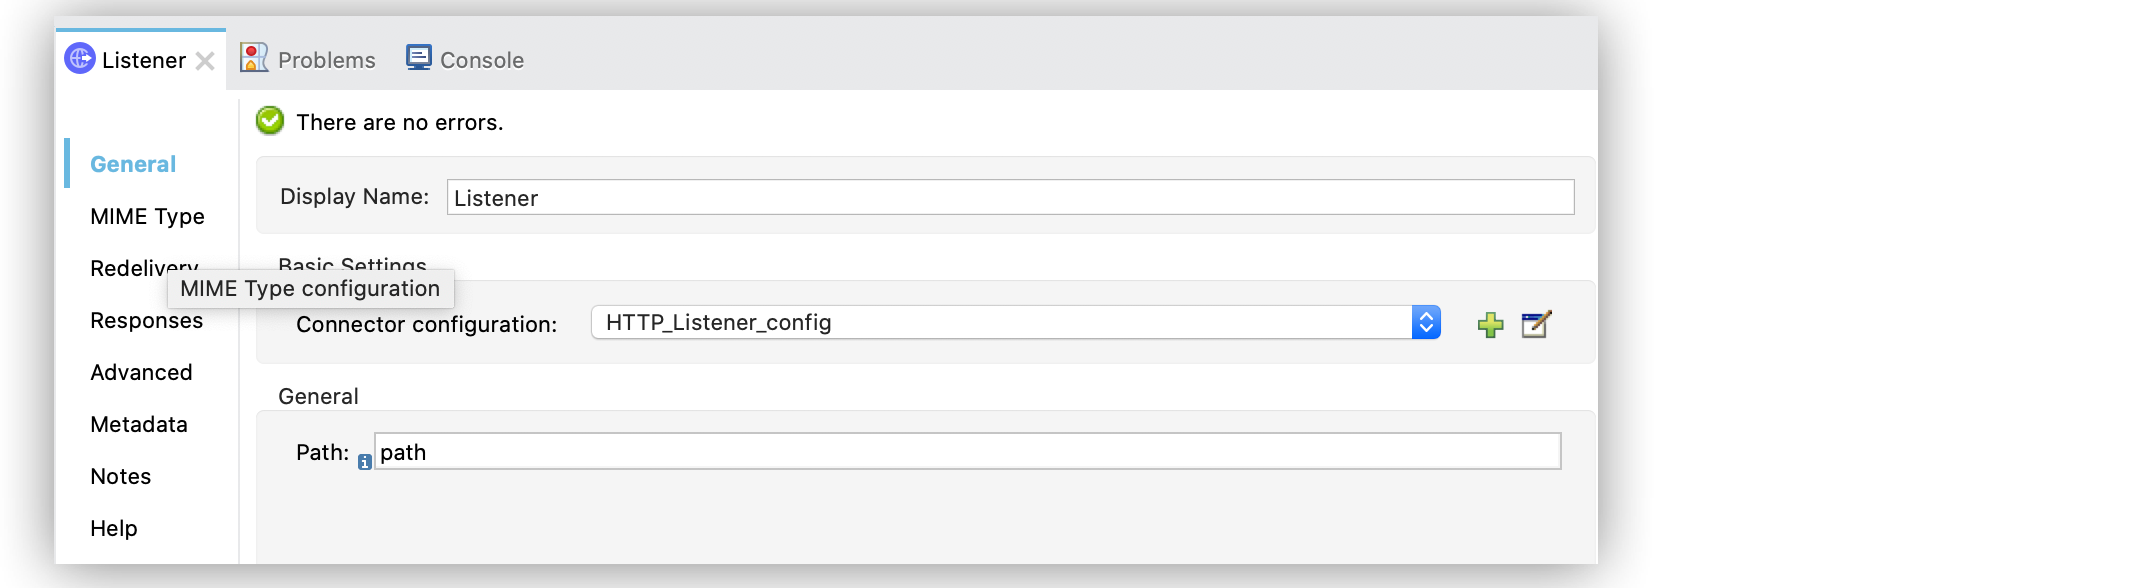 Listener
Problems
Console
There are no errors.
General
MIME Type
Redelivery
Responses
Advanced
Metadata
Notes
Help
MIME Type configuration
Display Name:
Listener
Basic Settings
Connector configuration:
HTTP_Listener_config
General
Path:
path